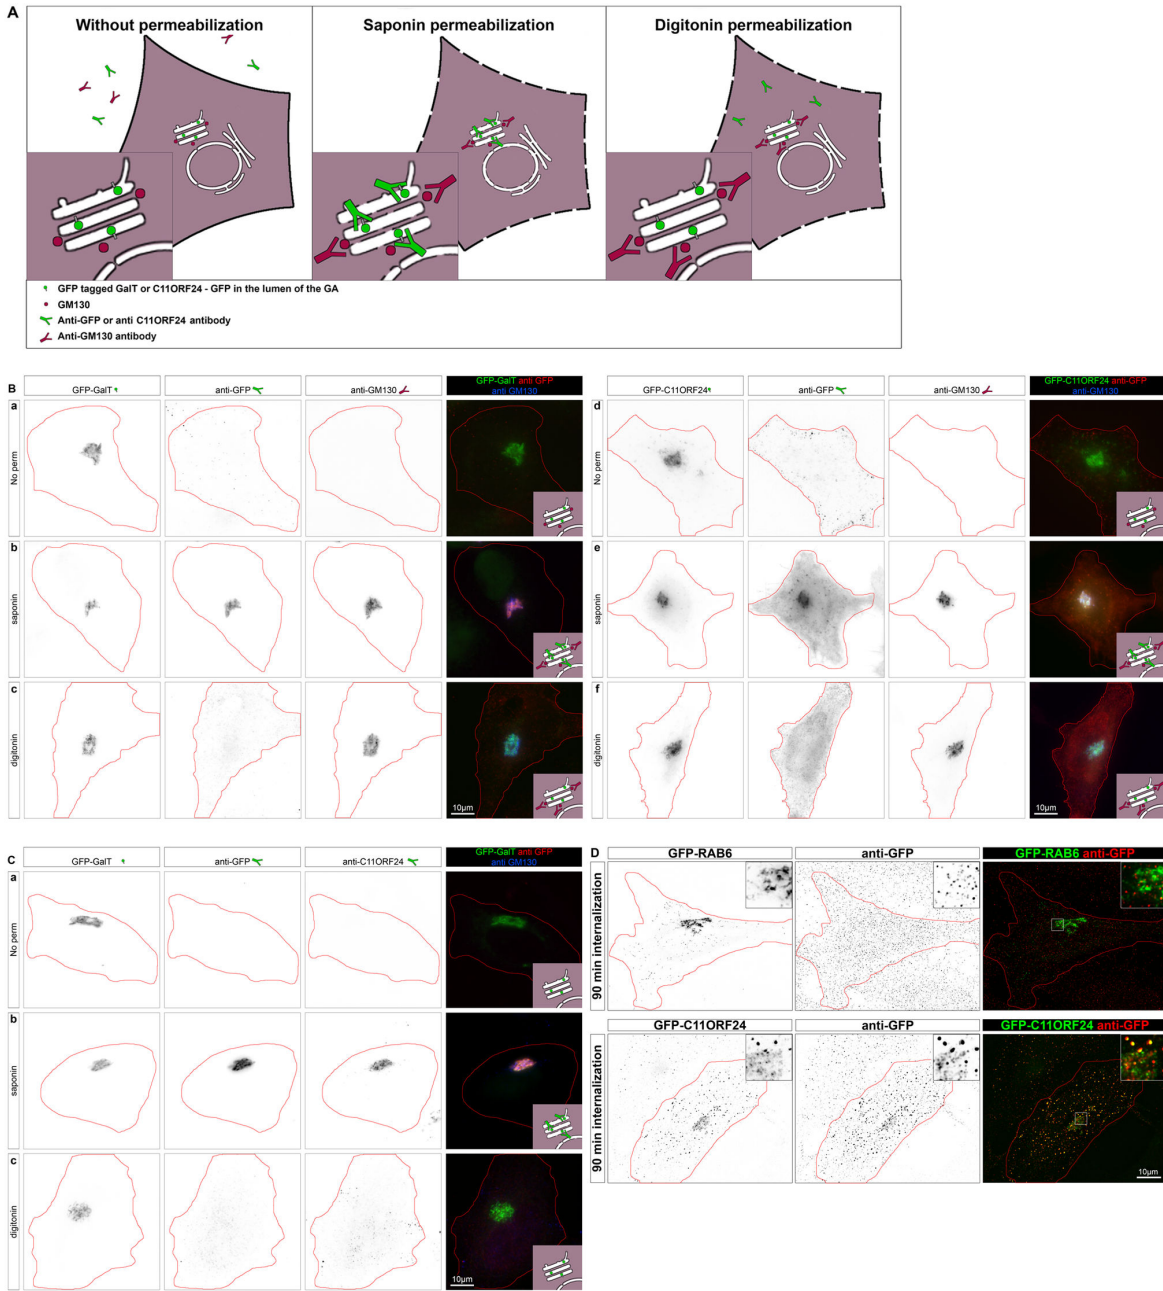 A
Without permeabilization
Saponin permeabilization
Digitonin permeabilization
GFP tagged GalT or C11ORF24 - GFP in the lumen of the GA
GM130
Anti-GFP or anti C11ORF24 antibody
Anti-GM130 antibody
B
GFP-GalT
anti-GFP
anti-GM130
GFP-GalT anti GFP
anti GM130
a
No perm
b
saponin
c
digitonin
10µm
GFP-C11ORF24
anti-GFP
anti-GM130
GFP-C11ORF24 anti-GFP
anti-GM130
d
No perm
e
saponin
f
digitonin
10µm
C
GFP-GalT
anti-GFP
anti-C11ORF24
GFP-GalT anti GFP
anti GM130
a
No perm
b
saponin
c
digitonin
10µm
D
GFP-RAB6
anti-GFP
GFP-RAB6 anti-GFP
90 min internalization
GFP-C11ORF24
anti-GFP
GFP-C11ORF24 anti-GFP
90 min internalization
10µm